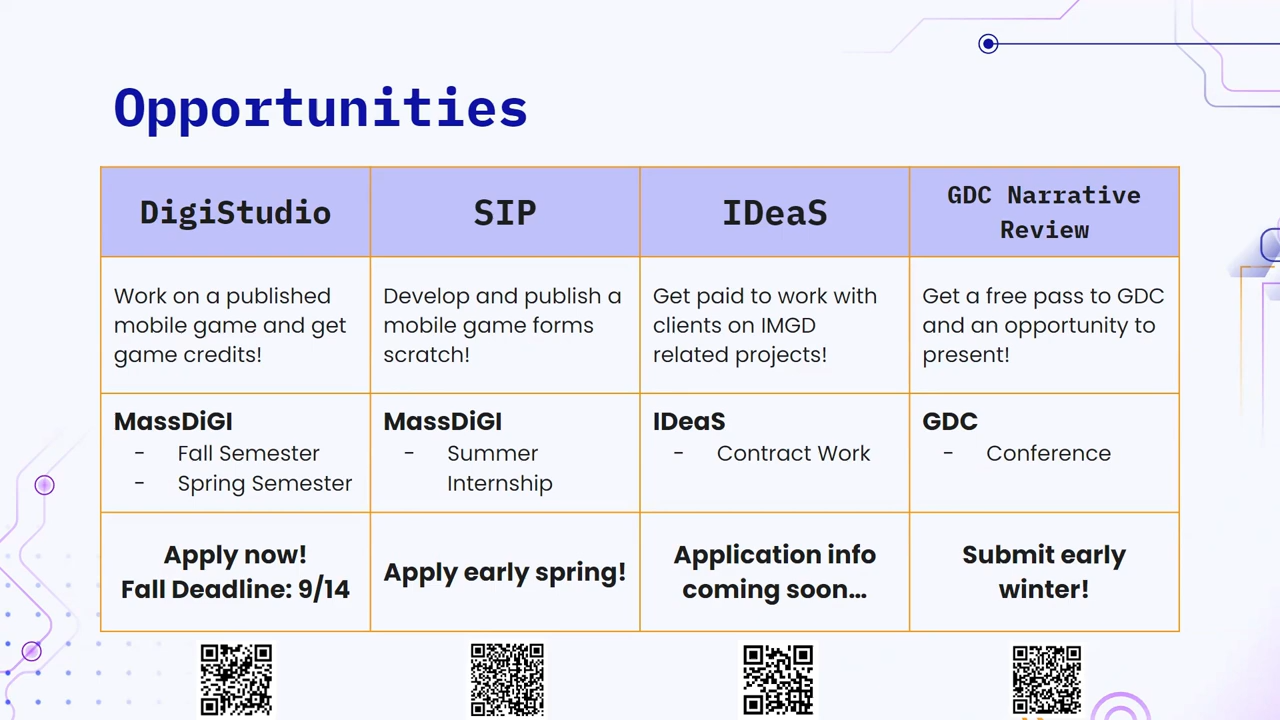 Opportunities
DigiStudio
SIP
IDeaS
GDC Narrative
Review
Work on a published
mobile game and get
game credits!
Develop and publish a
mobile game forms
scratch!
Get paid to work with
clients on IMGD
related projects!
Get a free pass to GDC
and an opportunity to
present!
MassDiGI
- Fall Semester
- Spring Semester
MassDiGI
- Summer
Internship
IDeaS
- Contract Work
GDC
- Conference
Apply now!
Fall Deadline: 9/14
Apply early spring!
Application info
coming soon...
Submit early
winter!